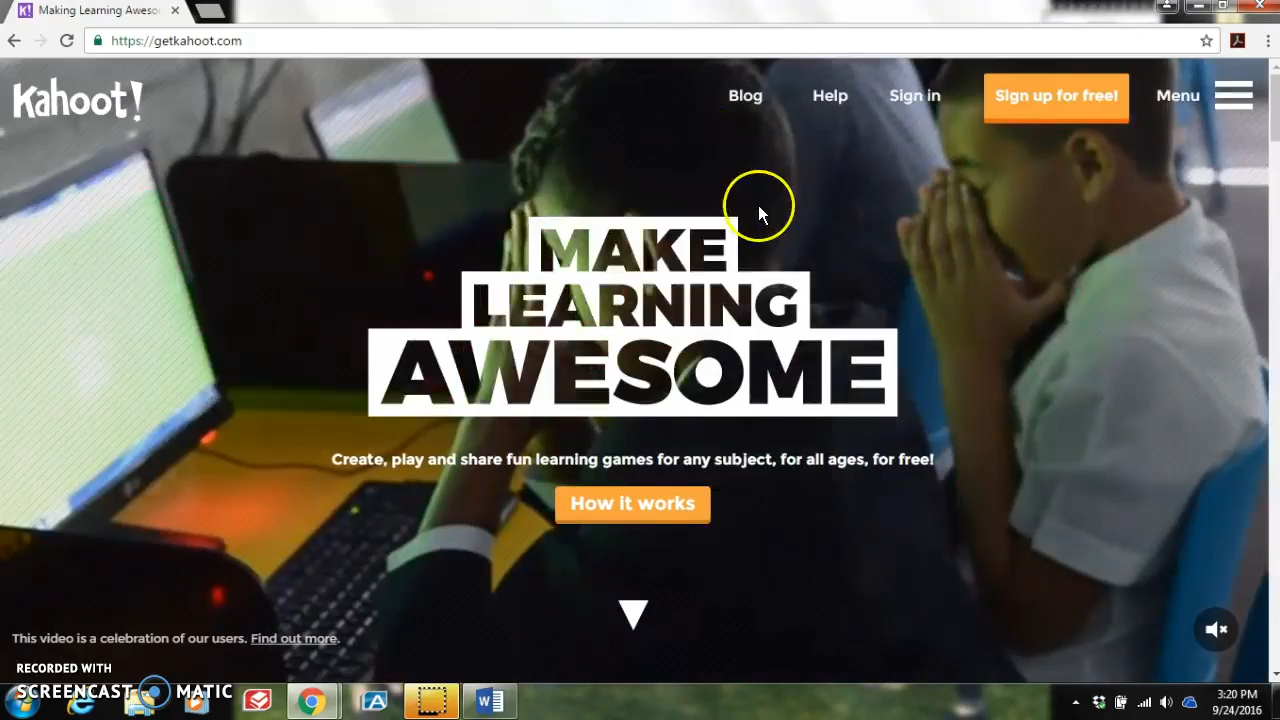 Making Learning Aweso
https://getkahoot.com
Kahoot!
Blog
Help
Sign in
Sign up for free!
Menu
MAKE
LEARNING
AWESOME
Create, play and share fun learning games for any subject, for all ages, for free!
How it works
This video is a celebration of our users. Find out more.
RECORDED WITH
SCREENCAST MATIC
3:20 PM
9/24/2016